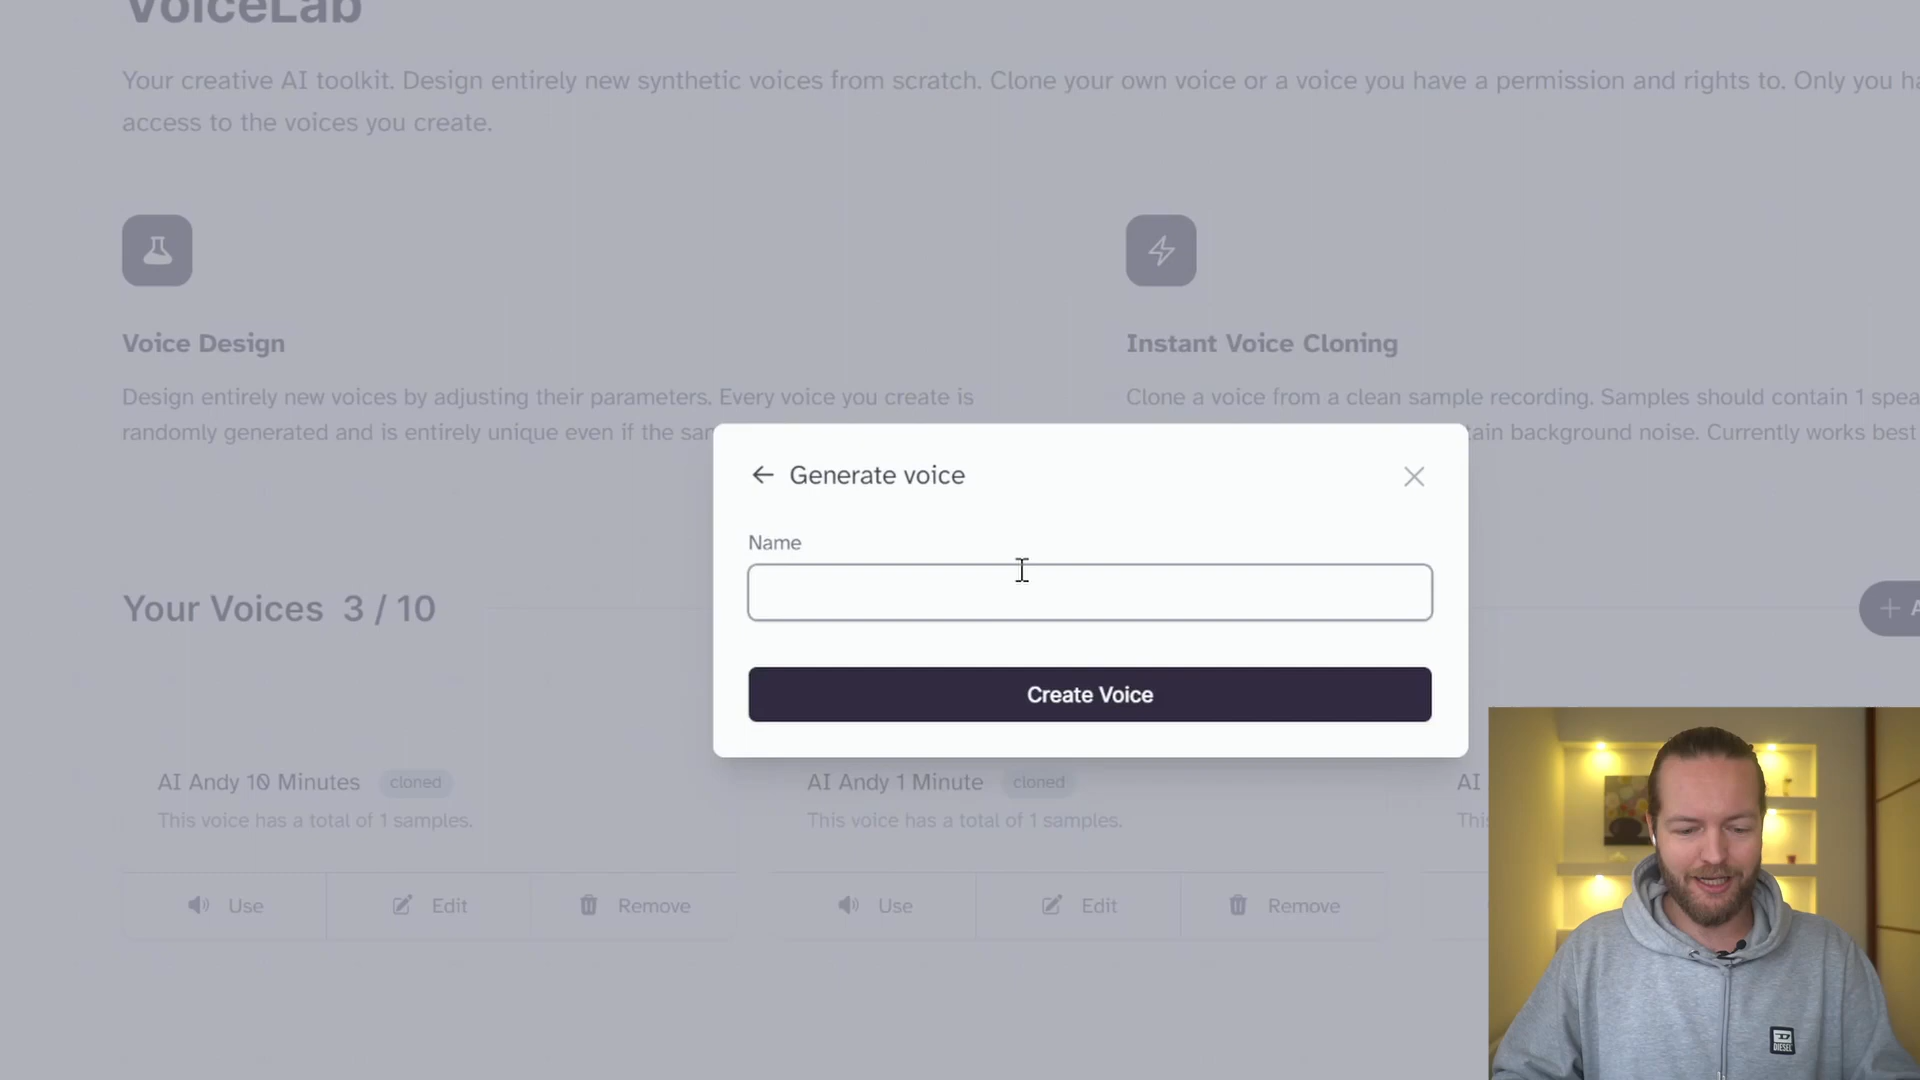 VoiceLab
Your creative AI toolkit. Design entirely new synthetic voices from scratch. Clone your own voice or a voice you have a permission and rights to. Only you
access to the voices you create.
Voice Design
Instant Voice Cloning
Design entirely new voices by adjusting their parameters. Every voice you create is
randomly generated and is entirely unique even if the
Clone a voice from a clean sample recording. Samples should contain 1
background noise. Currently works best
Generate voice
Name
Create Voice
Your Voices 3 / 10
AI Andy 10 Minutes cloned
This voice has a total of 1 samples.
Use Edit Remove
AI Andy 1 Minute cloned
This voice has a total of 1 samples.
Use Edit Remove
AI
DIESEL